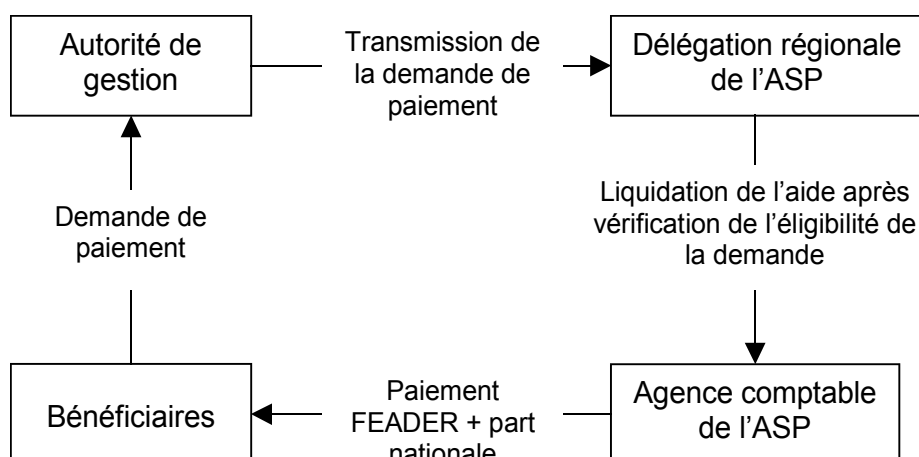 Autorité de
gestion
Transmission de
la demande de
paiement
Délégation régionale
de l'ASP
Demande de
paiement
Liquidation de l'aide après
vérification de l'éligibilité de
la demande
Bénéficiaires
Paiement
FEADER + part
nationale
Agence comptable
de l'ASP